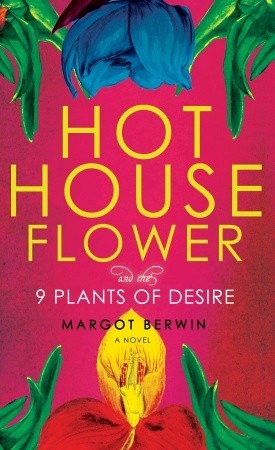 HOT
HOUSE
FLOWER
and the
9 PLANTS OF DESIRE
MARGOT BERWIN
A NOVEL